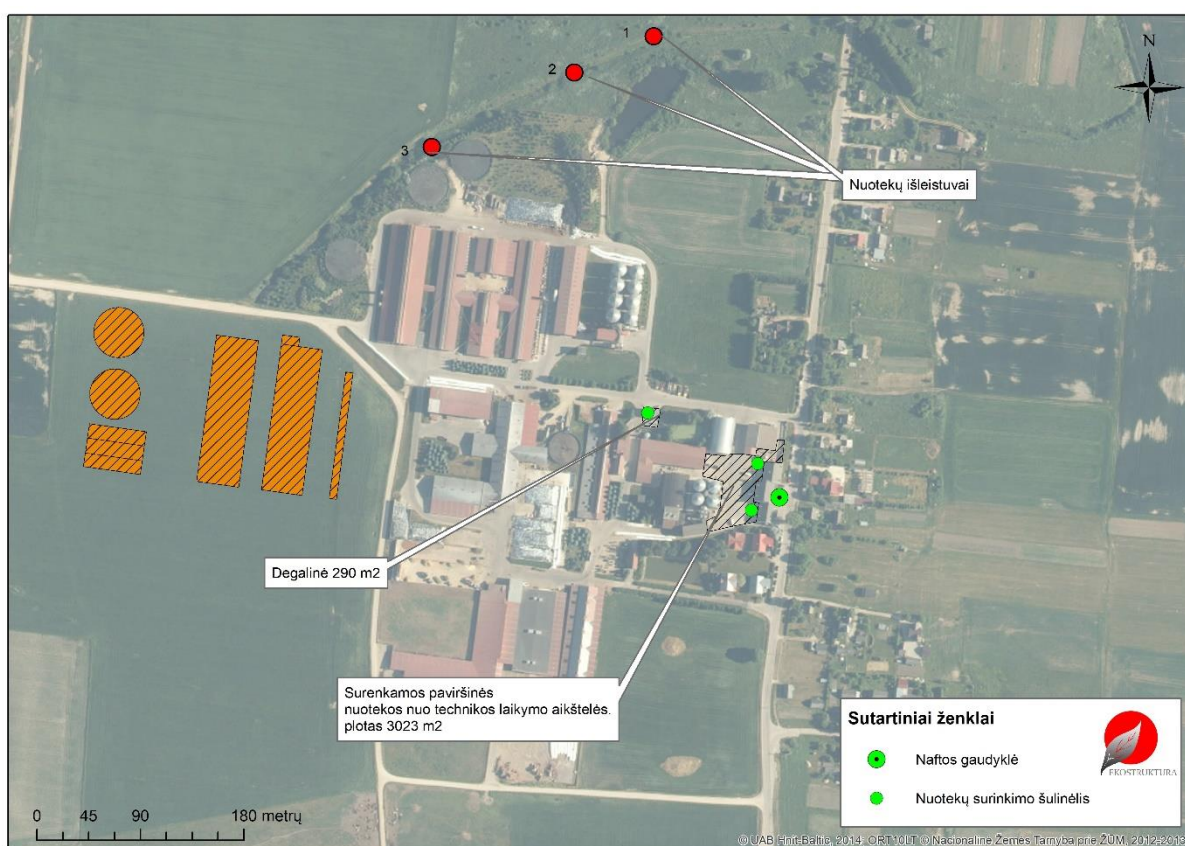 1
N
2
3
Nuotekų išleistuvai
Degalinė 290 m2
Surenkamos paviršinės
nuotekos nuo technikos laikymo aikštelės.
plotas 3023 m2
Sutartiniai ženklai
Naftos gaudyklė
EKOSTRUKTURA
Nuotekų surinkimo šulinėlis
0 45 90 180 metrų
© UAB Hnit-Baltic, 2014; ORT10LT © Nacionalinė Žemės Tarnyba prie ŽŪM, 2012-2013